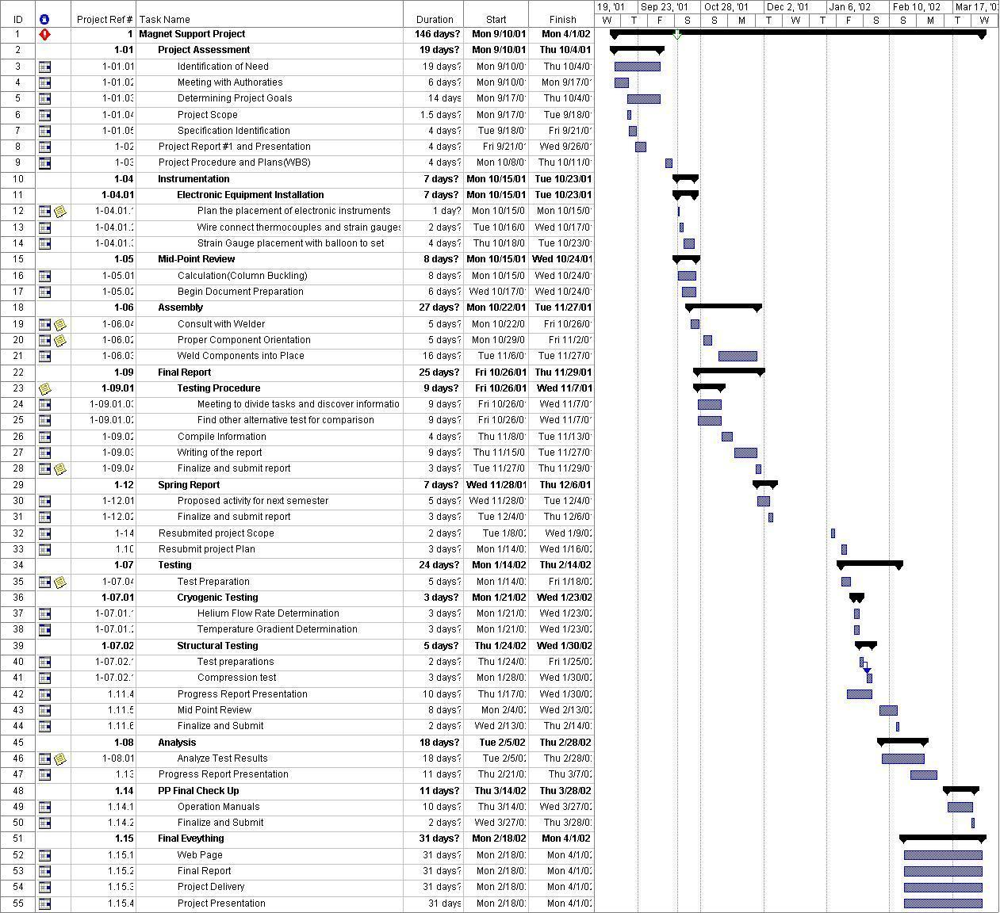 19, '01 Sep 23, '01 Oct 28, '01 Dec 2, '01 Jan 6, '02 Feb 10, '02 Mar 17, '0
ID Project Ref # Task Name Duration Start Finish W F S S M T W T F S S M T W
1 1 Magnet Support Project 146 days? Mon 9/10/01 Mon 4/1/02
2 1-01 Project Assessment 19 days? Mon 9/10/01 Thu 10/4/01
3 1-01.01 Identification of Need 19 days? Mon 9/10/0 Thu 10/4/0
4 1-01.02 Meeting with Authoraties 6 days? Mon 9/10/0 Mon 9/17/0
5 1-01.03 Determining Project Goals 14 days Mon 9/17/0 Thu 10/4/0
6 1-01.04 Project Scope 1.5 days? Mon 9/17/0 Tue 9/18/0
7 1-01.05 Specification Identification 4 days? Tue 9/18/0 Fri 9/21/0
8 1-02 Project Report #1 and Presentation 4 days? Fri 9/21/0 Wed 9/26/0
9 1-03 Project Procedure and Plans(WBS) 4 days? Mon 10/8/0 Thu 10/11/0
10 1-04 Instrumentation 7 days? Mon 10/15/01 Tue 10/23/01
11 1-04.01 Electronic Equipment Installation 7 days? Mon 10/15/01 Tue 10/23/01
12 1-04.01. Plan the placement of electronic instruments 1 day? Mon 10/15/0 Mon 10/15/0
13 1-04.01. Wire connect thermocouples and strain gauges 2 days? Tue 10/16/0 Wed 10/17/0
14 1-04.01. Strain Gauge placement with balloon to set 4 days? Thu 10/18/0 Tue 10/23/0
15 1-05 Mid-Point Review 8 days? Mon 10/15/01 Wed 10/24/01
16 1-05.01 Calculation(Column Buckling) 8 days? Mon 10/15/0 Wed 10/24/0
17 1-05.02 Begin Document Preparation 6 days? Wed 10/17/0 Wed 10/24/0
18 1-06 Assembly 27 days? Mon 10/22/01 Tue 11/27/01
19 1-06.04 Consult with Welder 5 days? Mon 10/22/0 Fri 10/26/0
20 1-06.02 Proper Component Orientation 5 days? Mon 10/29/0 Fri 11/2/0
21 1-06.03 Weld Components into Place 16 days? Tue 11/6/0 Tue 11/27/0
22 1-09 Final Report 25 days? Fri 10/26/01 Thu 11/29/01
23 1-09.01 Testing Procedure 9 days? Fri 10/26/01 Wed 11/7/01
24 1-09.01.0 Meeting to divide tasks and discover informatio 9 days? Fri 10/26/0 Wed 11/7/0
25 1-09.01.0 Find other alternative test for comparison 9 days? Fri 10/26/0 Wed 11/7/0
26 1-09.02 Compile Information 4 days? Thu 11/8/0 Tue 11/13/0
27 1-09.03 Writing of the report 9 days? Thu 11/15/0 Tue 11/27/0
28 1-09.04 Finalize and submit report 3 days? Tue 11/27/0 Thu 11/29/0
29 1-12 Spring Report 7 days? Wed 11/28/01 Thu 12/6/01
30 1-12.01 Proposed activity for next semester 5 days? Wed 11/28/0 Tue 12/4/0
31 1-12.02 Finalize and submit report 3 days? Tue 12/4/0 Thu 12/6/0
32 1-14 Resubmited project Scope 2 days? Tue 1/8/02 Wed 1/9/02
33 1.10 Resubmit project Plan 3 days? Mon 1/14/0 Wed 1/16/02
34 1-07 Testing 24 days? Mon 1/14/02 Thu 2/14/02
35 1-07.04 Test Preparation 5 days? Mon 1/14/0 Fri 1/18/02
36 1-07.01 Cryogenic Testing 3 days? Mon 1/21/02 Wed 1/23/02
37 1-07.01. Helium Flow Rate Determination 3 days? Mon 1/21/0 Wed 1/23/02
38 1-07.01. Temperature Gradient Determination 3 days? Mon 1/21/0 Wed 1/23/02
39 1-07.02 Structural Testing 5 days? Thu 1/24/02 Wed 1/30/02
40 1-07.02. Test preparations 2 days? Thu 1/24/0 Fri 1/25/02
41 1-07.02. Compression test 3 days? Mon 1/28/0 Wed 1/30/02
42 1.11.4 Progress Report Presentation 10 days? Thu 1/17/0 Wed 1/30/02
43 1.11.5 Mid Point Review 8 days? Mon 2/4/02 Wed 2/13/02
44 1.11.6 Finalize and Submit 2 days? Wed 2/13/0 Thu 2/14/0
45 1-08 Analysis 18 days? Tue 2/5/02 Thu 2/28/02
46 1-08.01 Analyze Test Results 18 days? Tue 2/5/02 Thu 2/28/0
47 1.13 Progress Report Presentation 11 days? Thu 2/21/0 Thu 3/7/02
48 1.14 PP Final Check Up 11 days? Thu 3/14/02 Thu 3/28/02
49 1.14.1 Operation Manuals 10 days? Thu 3/14/0 Wed 3/27/02
50 1.14.2 Finalize and Submit 2 days? Wed 3/27/0 Thu 3/28/0
51 1.15 Final Eveything 31 days? Mon 2/18/02 Mon 4/1/02
52 1.15.1 Web Page 31 days? Mon 2/18/0 Mon 4/1/02
53 1.15.2 Final Report 31 days? Mon 2/18/0 Mon 4/1/02
54 1.15.3 Project Delivery 31 days? Mon 2/18/0 Mon 4/1/02
55 1.15.4 Project Presentation 31 days Mon 2/18/0 Mon 4/1/02